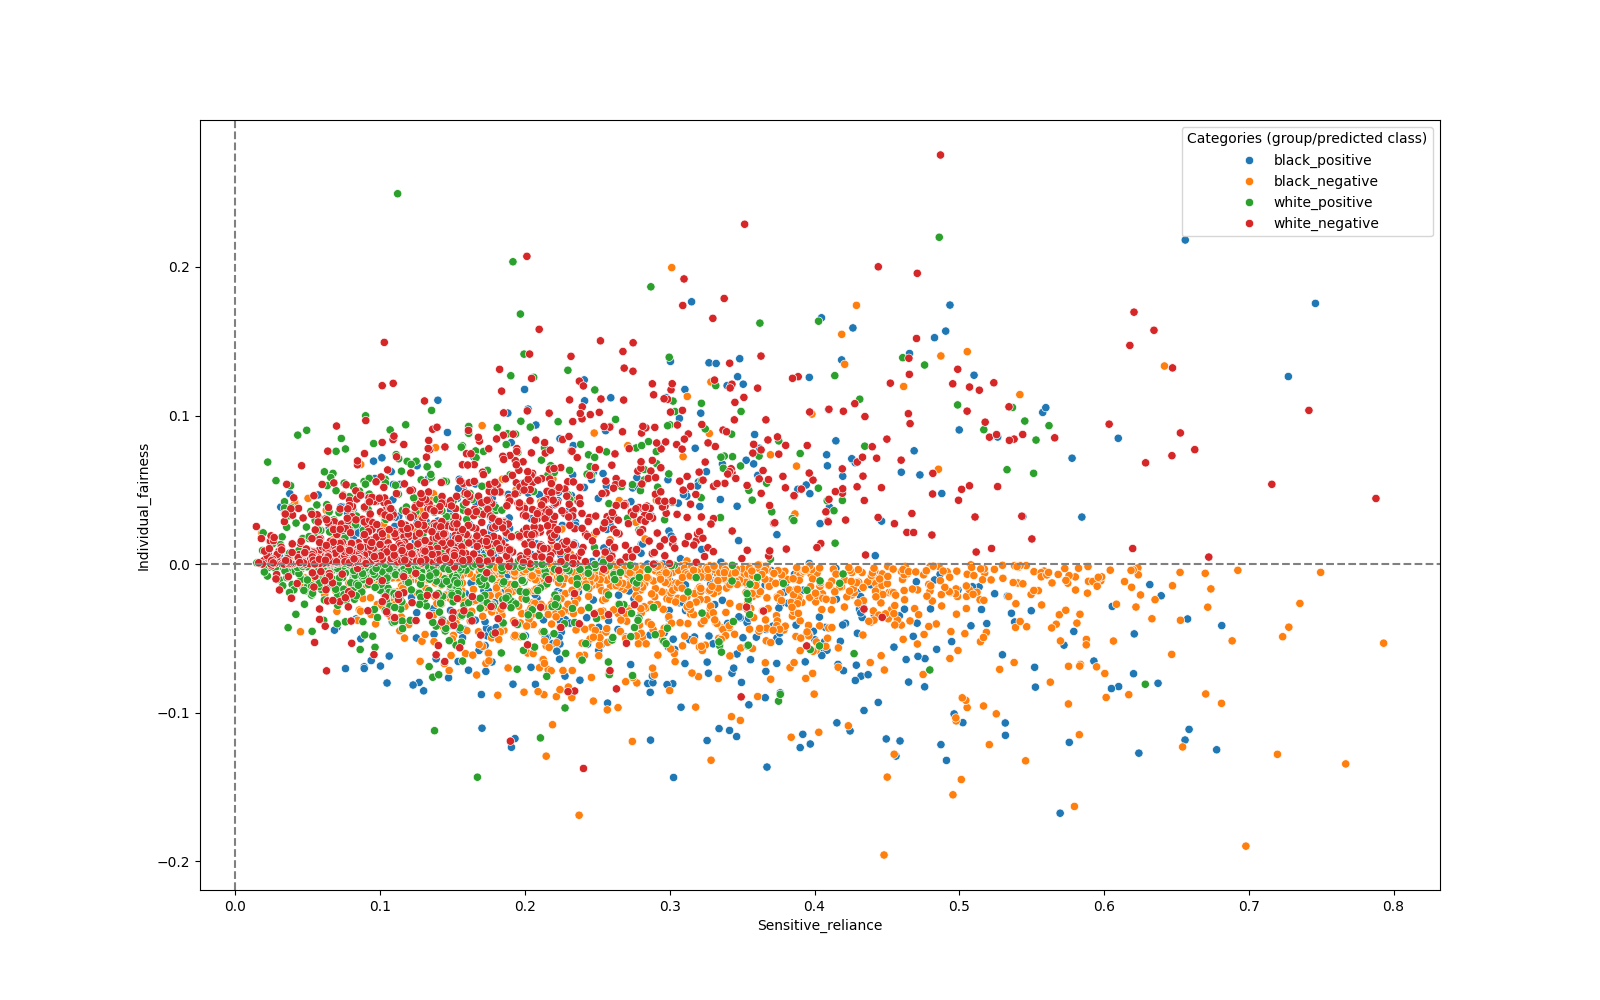 Categories (group/predicted class)
black_positive
black_negative
white_positive
white_negative
Individual_fairness
0.2
0.1
0.0
−0.1
−0.2
0.0 0.1 0.2 0.3 0.4 0.5 0.6 0.7 0.8
Sensitive_reliance